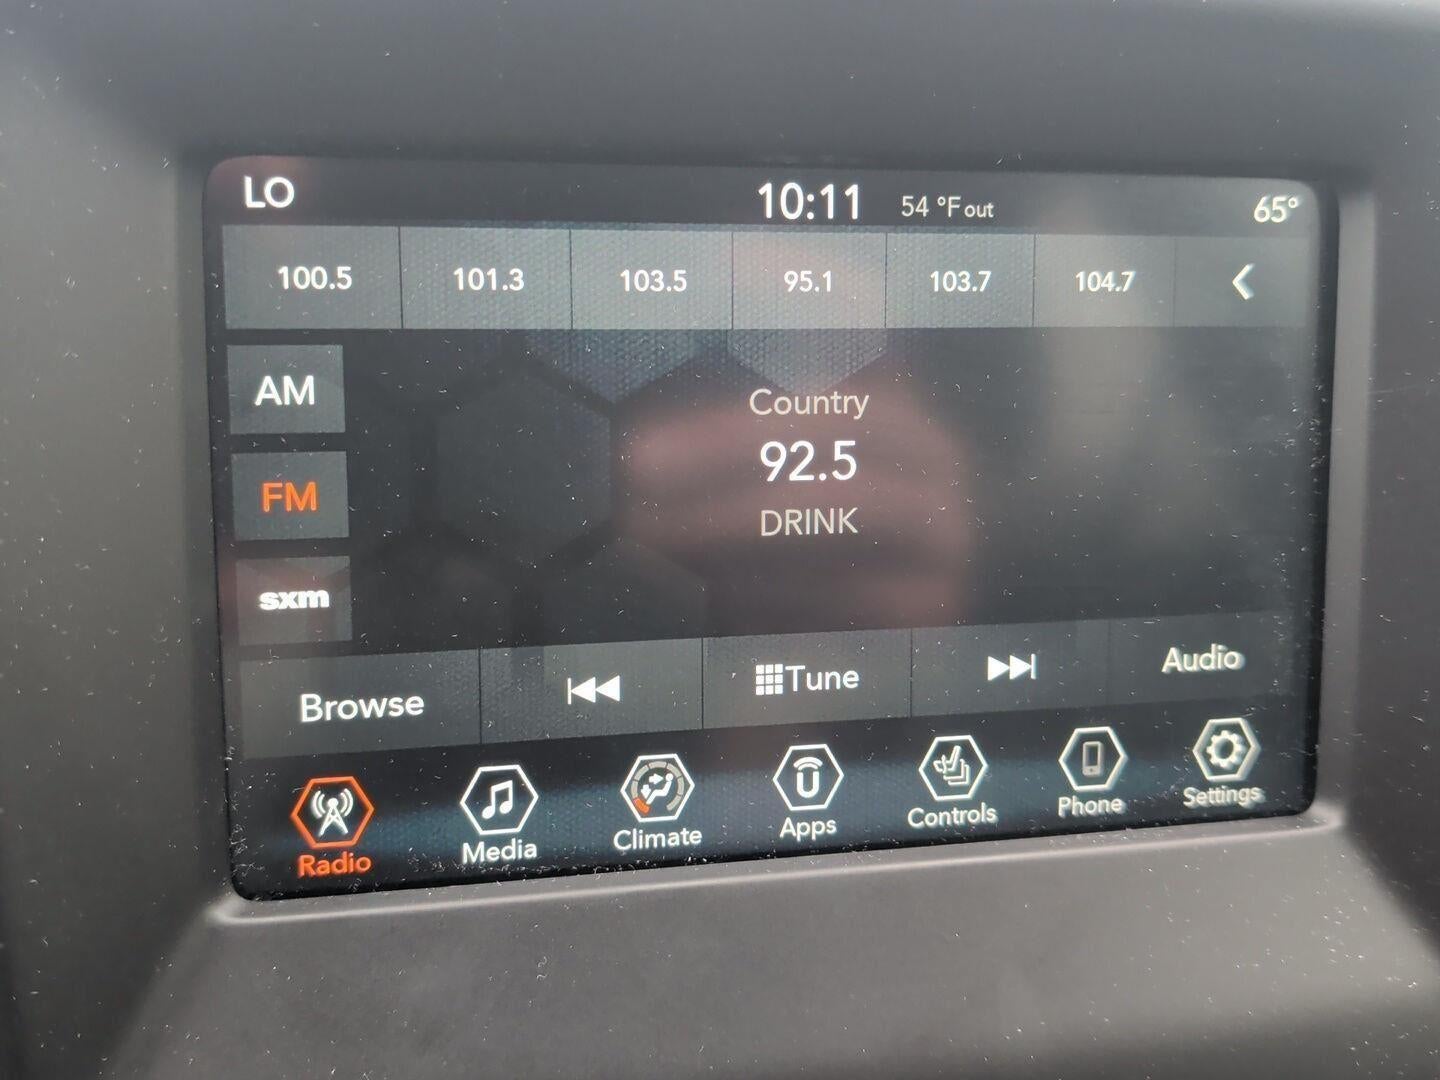 LO 10:11 54 °F out 65°
100.5 101.3 103.5 95.1 103.7 104.7
AM
Country
92.5
FM
DRINK
sxm
Browse Tune Audio
Radio Media Climate Apps Controls Phone Settings